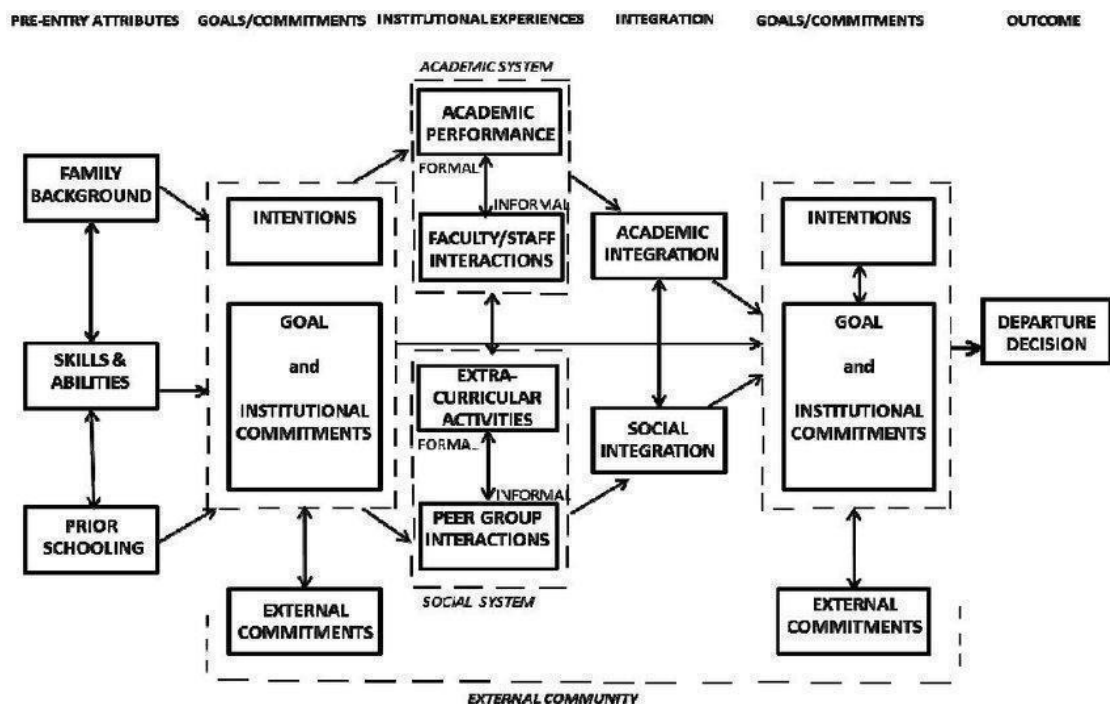 PRE-ENTRY ATTRIBUTES
GOALS/COMMITMENTS
INSTITUTIONAL EXPERIENCES
INTEGRATION
GOALS/COMMITMENTS
OUTCOME
FAMILY
BACKGROUND
SKILLS &
ABILITIES
PRIOR
SCHOOLING
INTENTIONS
GOAL
and
INSTITUTIONAL
COMMITMENTS
EXTERNAL
COMMITMENTS
ACADEMIC SYSTEM
ACADEMIC
PERFORMANCE
FORMAL
INFORMAL
FACULTY/STAFF
INTERACTIONS
EXTRA-
CURRICULAR
ACTIVITIES
FORMAL
INFORMAL
PEER GROUP
INTERACTIONS
SOCIAL SYSTEM
ACADEMIC
INTEGRATION
SOCIAL
INTEGRATION
INTENTIONS
GOAL
and
INSTITUTIONAL
COMMITMENTS
EXTERNAL
COMMITMENTS
DEPARTURE
DECISION
EXTERNAL COMMUNITY